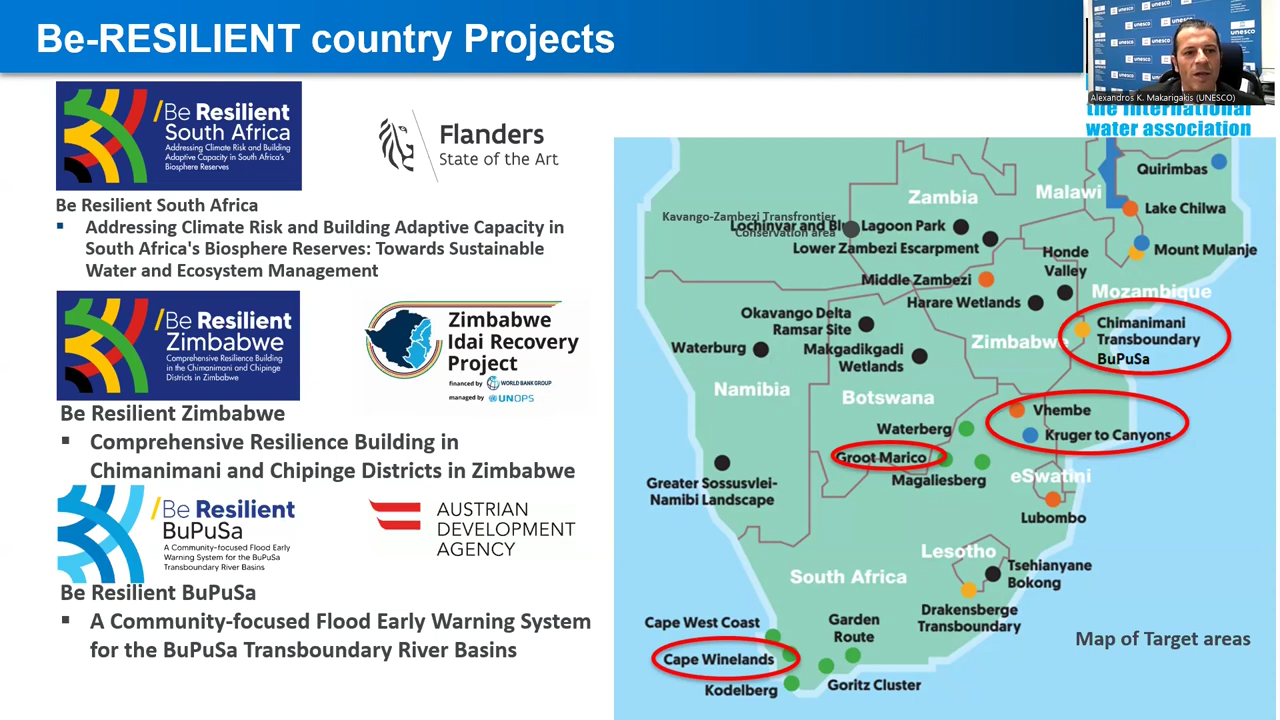 Be-RESILIENT country Projects
unesco
Alexandros K. Makarigakis (UNESCO)
the international
water association
/Be Resilient
South Africa
Addressing Climate Risk and Building
Adaptive Capacity in South Africa's
Biosphere Reserves
Flanders
State of the Art
Be Resilient South Africa
Addressing Climate Risk and Building Adaptive Capacity in
South Africa's Biosphere Reserves: Towards Sustainable
Water and Ecosystem Management
/Be Resilient
Zimbabwe
Comprehensive Resilience Building
in the Chimanimani and Chipinge
Districts in Zimbabwe
Zimbabwe
Idai Recovery
Project
financed by WORLD BANK GROUP
managed by UNOPS
Be Resilient Zimbabwe
Comprehensive Resilience Building in
Chimanimani and Chipinge Districts in Zimbabwe
/Be Resilient
BuPuSa
A Community-focused Flood Early
Warning System for the BuPuSa
Transboundary River Basins
AUSTRIAN
DEVELOPMENT
AGENCY
Be Resilient BuPuSa
A Community-focused Flood Early Warning System
for the BuPuSa Transboundary River Basins
Quirimbas
Zambia
Malawi
Lake Chilwa
Kavango-Zambezi Transfrontier
Conservation area
Lochinvar and Bl Lagoon Park
Lower Zambezi Escarpment
Honde
Valley
Mount Mulanje
Middle Zambezi
Harare Wetlands
Mozambique
Okavango Delta
Ramsar Site
Chimanimani
Transboundary
BuPuSa
Zimbabwe
Waterburg
Makgadikgadi
Wetlands
Namibia
Botswana
Vhembe
Waterberg
Kruger to Canyons
Groot Marico
Magaliesberg
eSwatini
Greater Sossusvlei-
Namibi Landscape
Lubombo
Lesotho
Tsehianyane
Bokong
South Africa
Drakensberge
Transboundary
Cape West Coast
Garden
Route
Map of Target areas
Cape Winelands
Kodelberg
Goritz Cluster